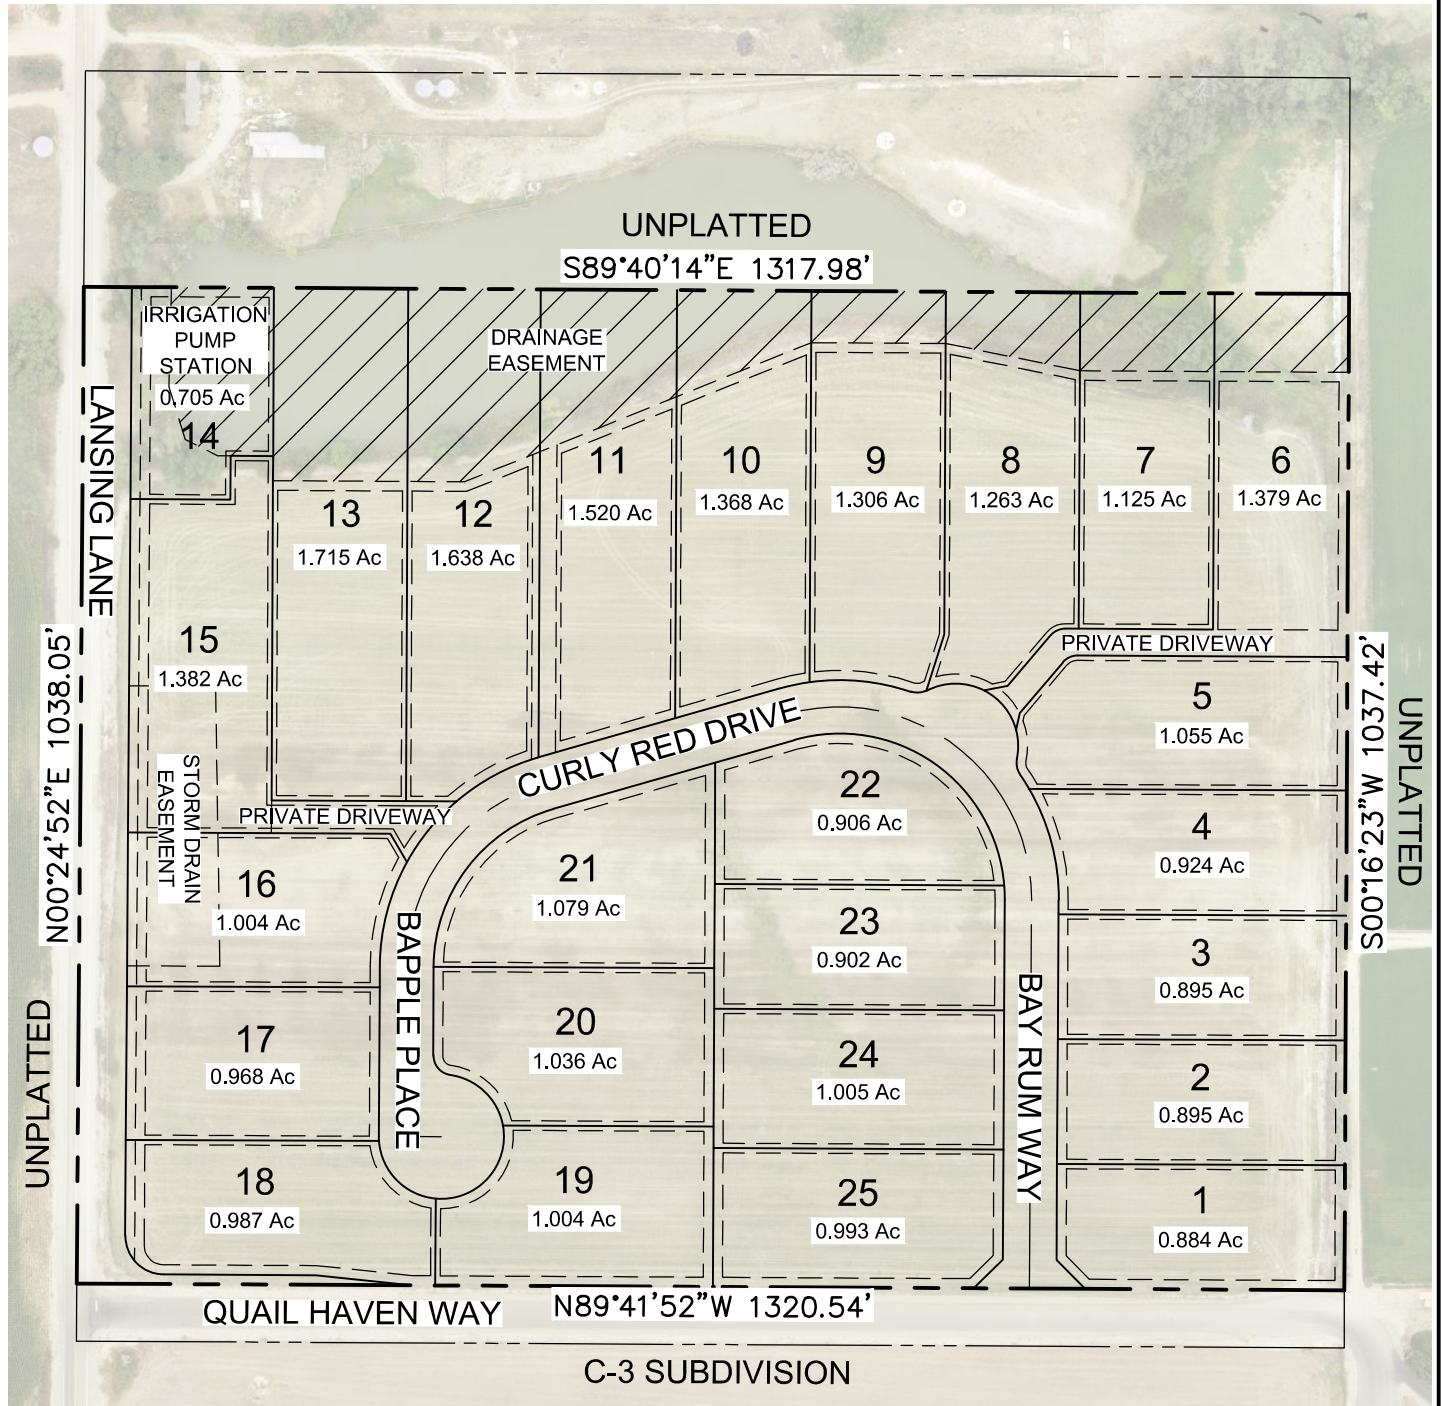 UNPLATTED
S89°40'14"E 1317.98'
IRRIGATION
PUMP
STATION
0.705 Ac
14
DRAINAGE
EASEMENT
LANSING LANE
13
1.715 Ac
12
1.638 Ac
11
1.520 Ac
10
1.368 Ac
9
1.306 Ac
8
1.263 Ac
7
1.125 Ac
6
1.379 Ac
15
1.382 Ac
PRIVATE DRIVEWAY
5
1.055 Ac
N00°24'52"E 1038.05'
S00°16'23"W 1037.42'
UNPLATTED
CURLY RED DRIVE
STORM DRAIN
EASEMENT
PRIVATE DRIVEWAY
22
0.906 Ac
4
0.924 Ac
16
1.004 Ac
21
1.079 Ac
23
0.902 Ac
3
0.895 Ac
BAPPLE PLACE
BAY RUM WAY
UNPLATTED
17
0.968 Ac
20
1.036 Ac
24
1.005 Ac
2
0.895 Ac
18
0.987 Ac
19
1.004 Ac
25
0.993 Ac
1
0.884 Ac
QUAIL HAVEN WAY
N89°41'52"W 1320.54'
C-3 SUBDIVISION